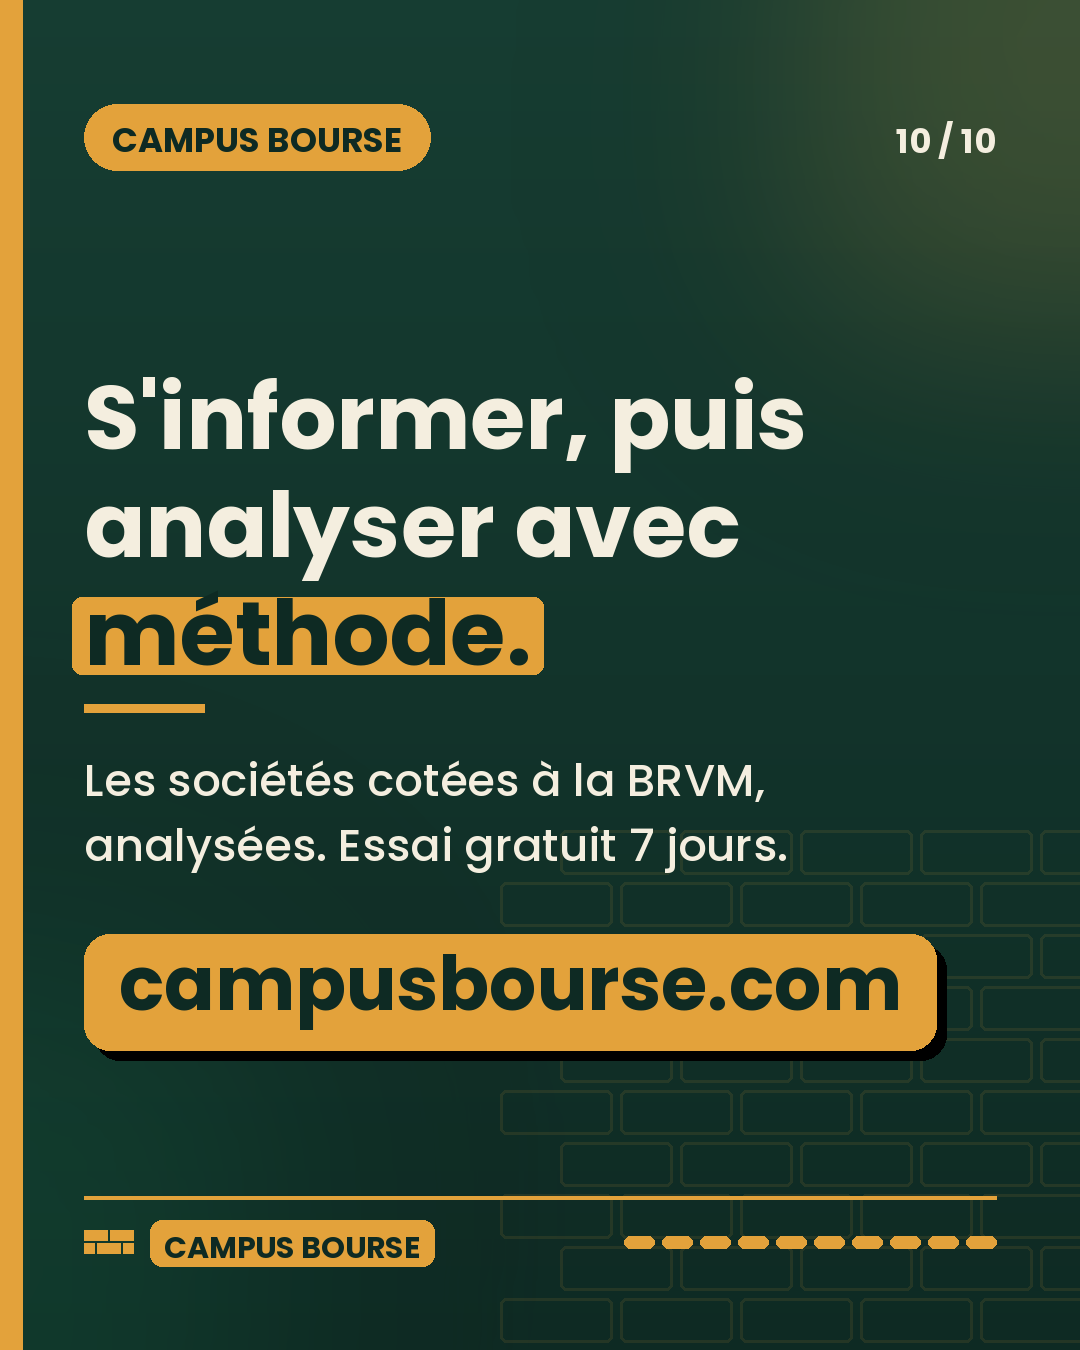 CAMPUS BOURSE
10 / 10
S'informer, puis
analyser avec
méthode.
Les sociétés cotées à la BRVM,
analysées. Essai gratuit 7 jours.
campusbourse.com
CAMPUS BOURSE